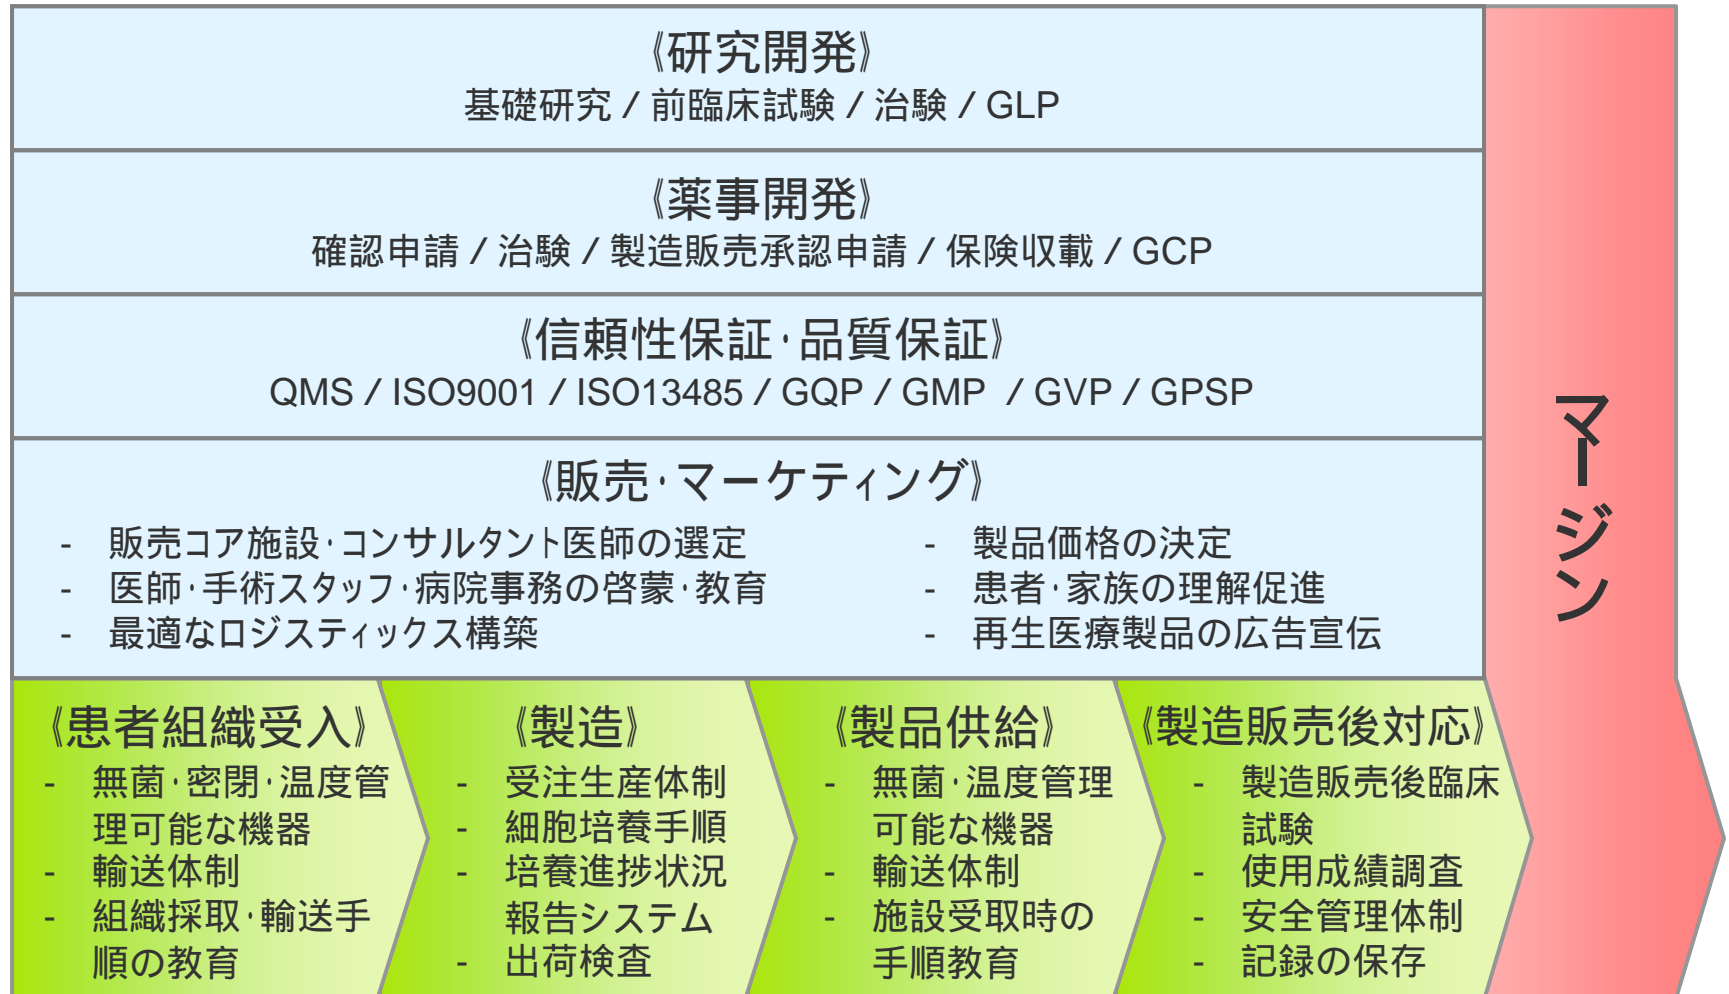 《研究開発》
基礎研究 / 前臨床試験 / 治験 / GLP
《薬事開発》
確認申請 / 治験 / 製造販売承認申請 / 保険収載 / GCP
《信頼性保証・品質保証》
QMS / ISO9001 / ISO13485 / GQP / GMP / GVP / GPSP
《販売・マーケティング》
- 販売コア施設・コンサルタント医師の選定
- 医師・手術スタッフ・病院事務の啓蒙・教育
- 最適なロジスティックス構築
- 製品価格の決定
- 患者・家族の理解促進
- 再生医療製品の広告宣伝
《患者組織受入》
- 無菌・密閉・温度管
理可能な機器
- 輸送体制
- 組織採取・輸送手
順の教育
《製造》
- 受注生産体制
- 細胞培養手順
- 培養進捗状況
報告システム
- 出荷検査
《製品供給》
- 無菌・温度管理
可能な機器
- 輸送体制
- 施設受取時の
手順教育
《製造販売後対応》
- 製造販売後臨床
試験
- 使用成績調査
- 安全管理体制
- 記録の保存
マージン